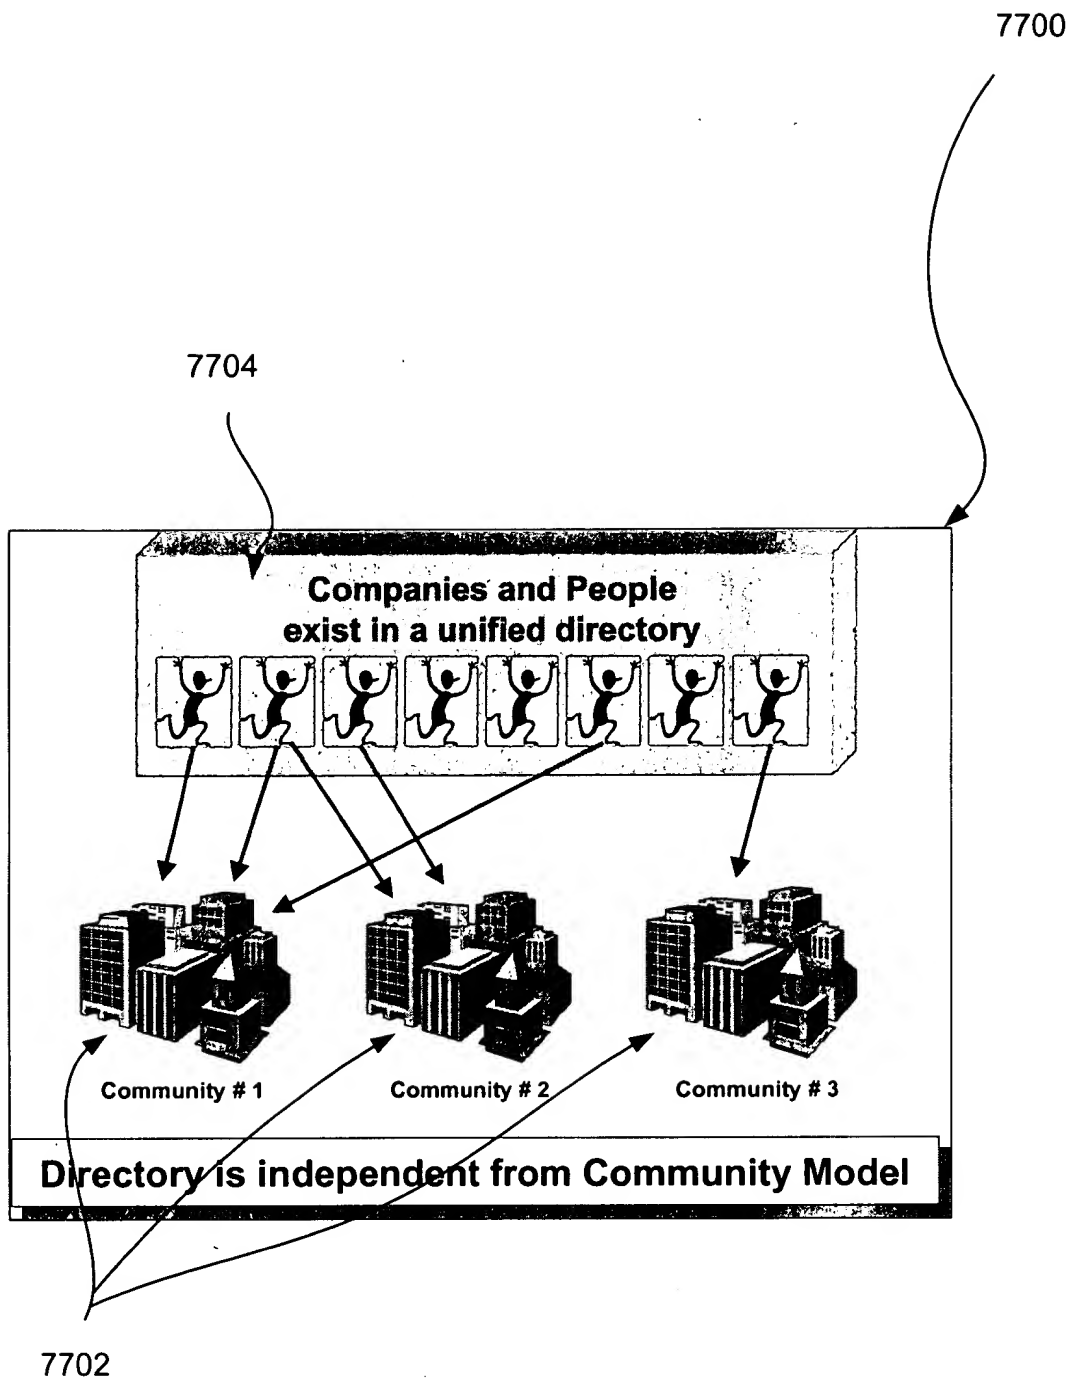 7700
7704
Companies and People
exist in a unified directory
Community # 1
Community # 2
Community # 3
Directory is independent from Community Model
7702